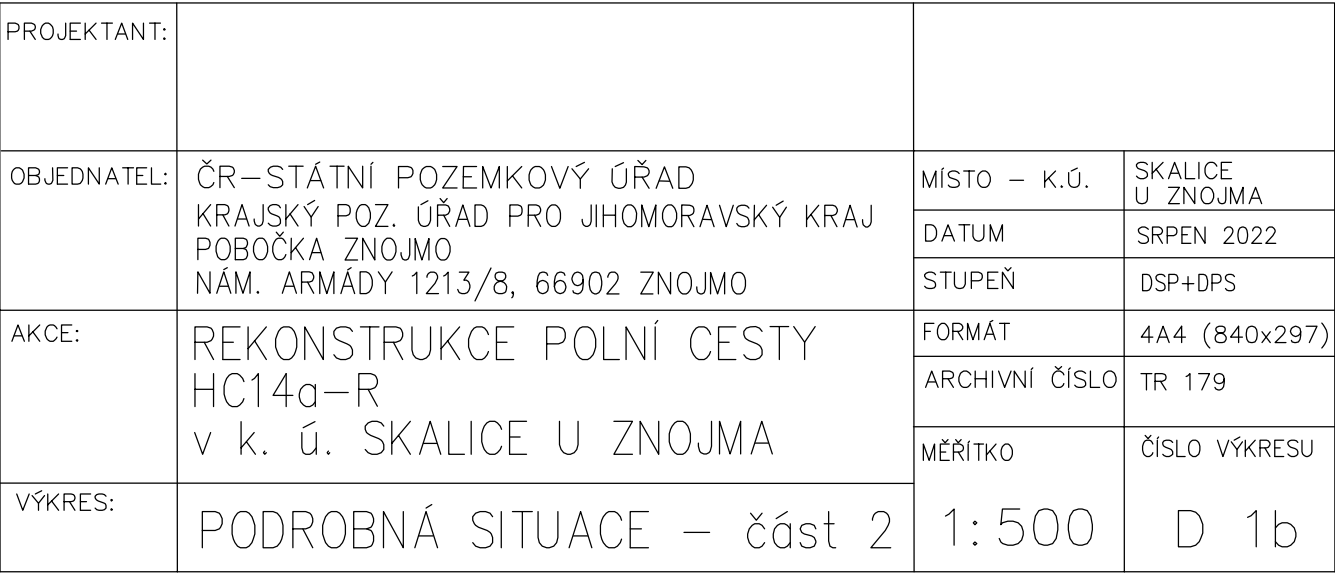 PROJEKTANT:
OBJEDNATEL:
ČR-STÁTNÍ POZEMKOVÝ ÚŘAD
KRAJSKÝ POZ. ÚŘAD PRO JIHOMORAVSKÝ KRAJ
POBOČKA ZNOJMO
NÁM. ARMÁDY 1213/8, 66902 ZNOJMO
MÍSTO - K.Ú.
SKALICE
U ZNOJMA
DATUM
SRPEN 2022
STUPEŇ
DSP+DPS
AKCE:
REKONSTRUKCE POLNÍ CESTY
HC14a-R
v k. ú. SKALICE U ZNOJMA
FORMÁT
4A4 (840x297)
ARCHIVNÍ ČÍSLO
TR 179
MĚŘÍTKO
1:500
ČÍSLO VÝKRESU
D 1b
VÝKRES:
PODROBNÁ SITUACE - část 2